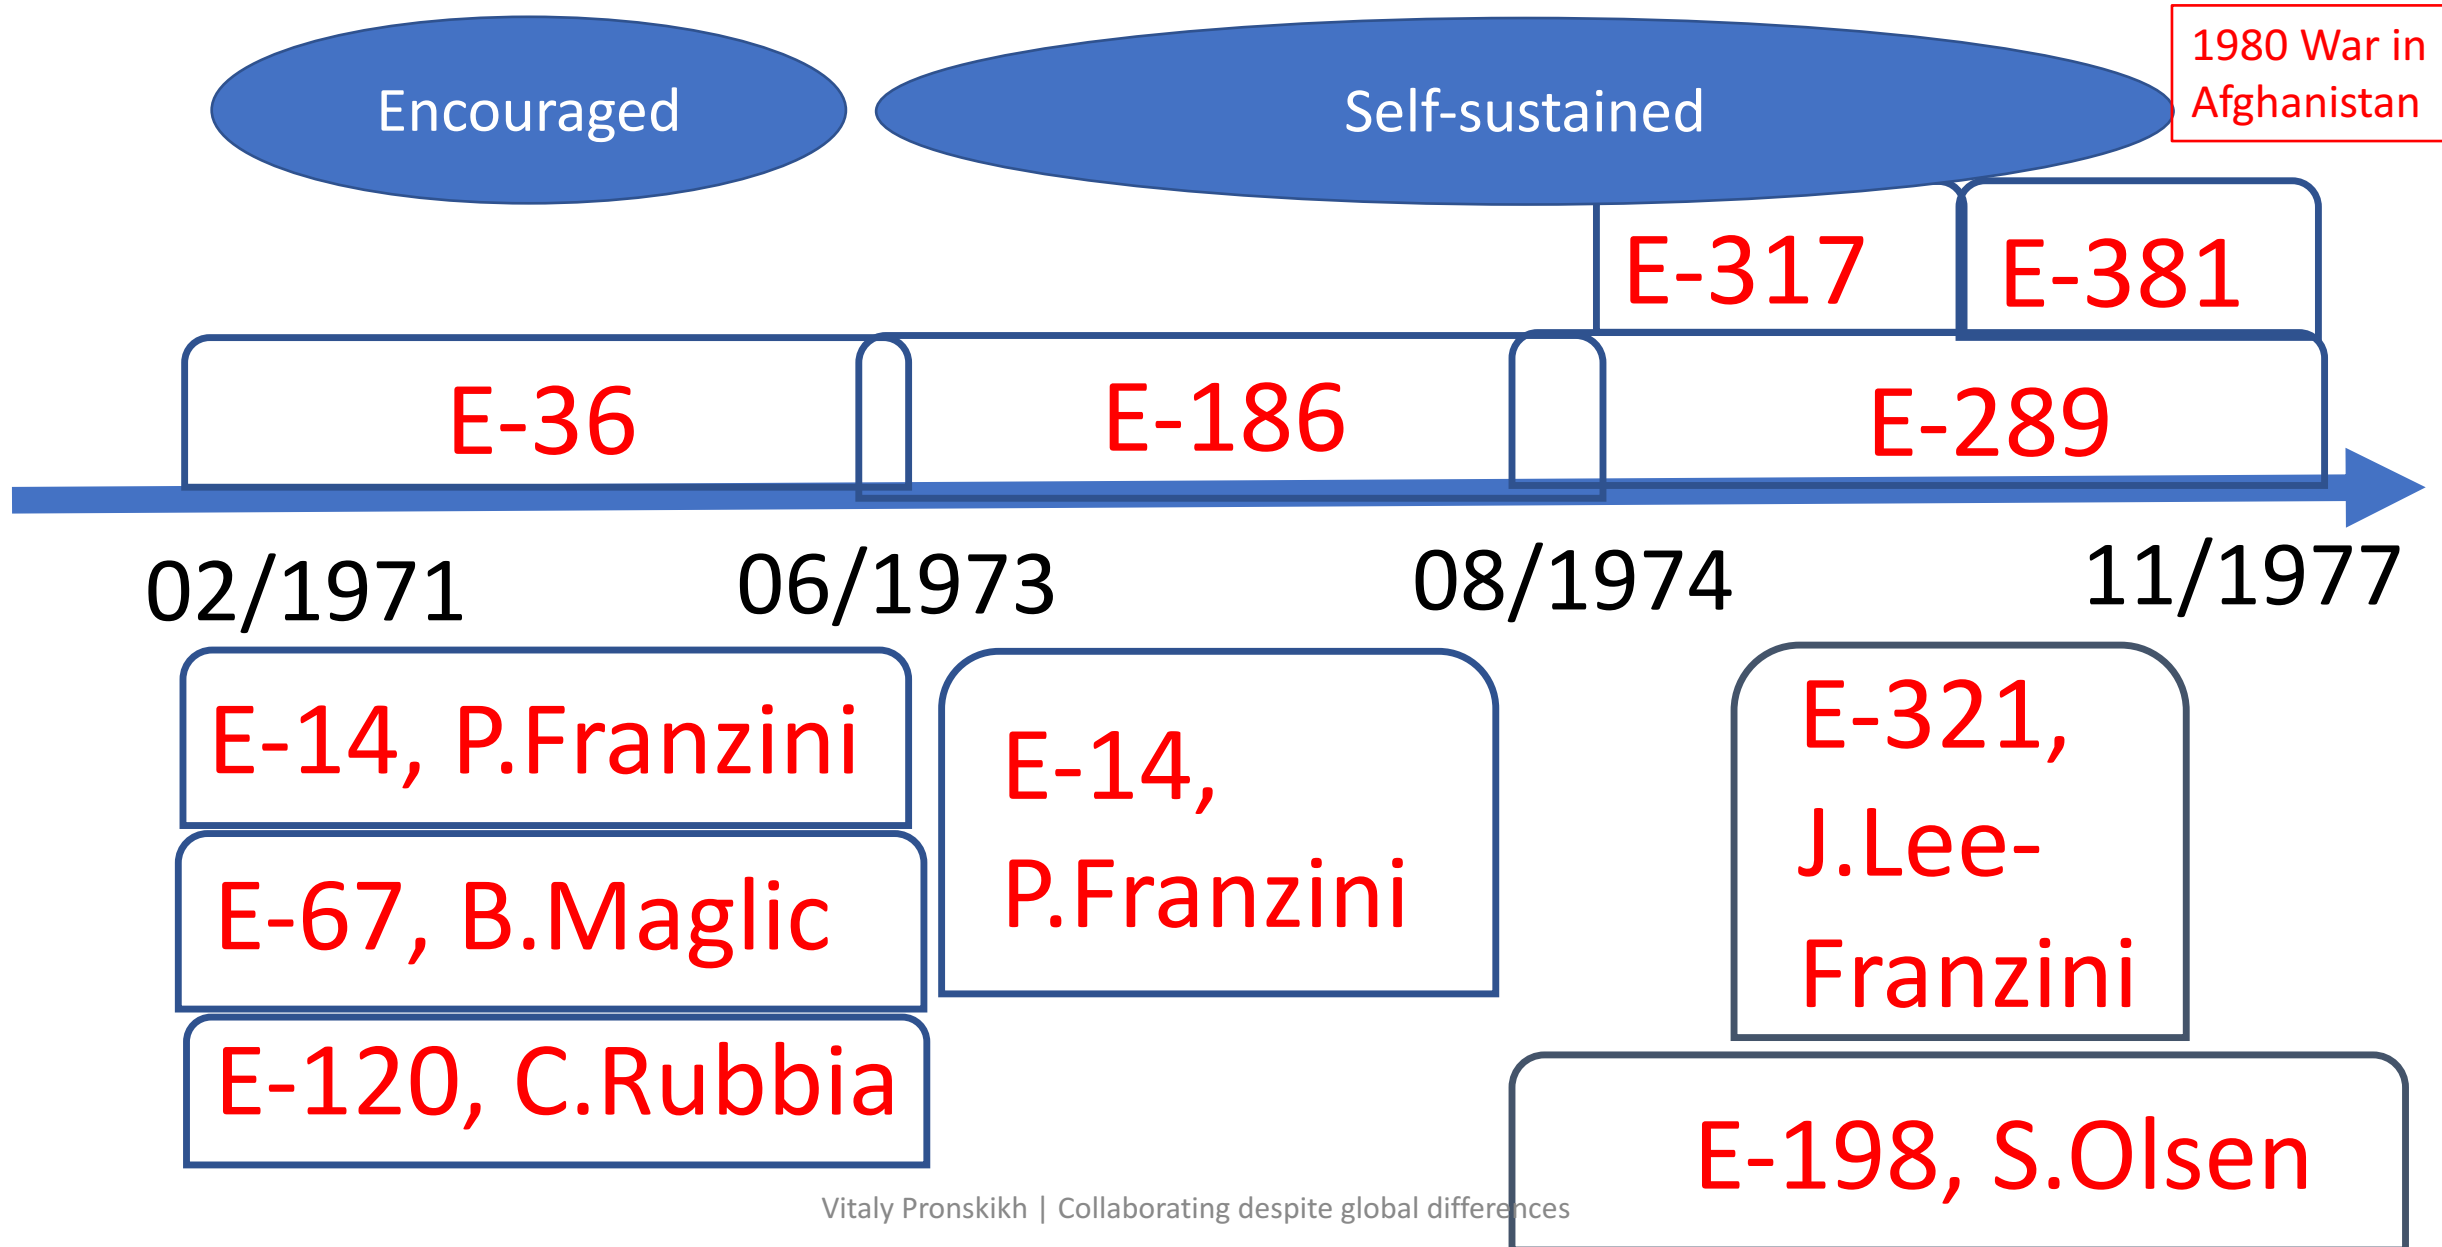 Encouraged
Self-sustained
1980 War in
Afghanistan
E-317
E-381
E-36
E-186
E-289
02/1971
06/1973
08/1974
11/1977
E-14, P.Franzini
E-67, B.Maglic
E-120, C.Rubbia
E-14,
P.Franzini
E-321,
J.Lee-
Franzini
E-198, S.Olsen
Vitaly Pronskikh | Collaborating despite global differences